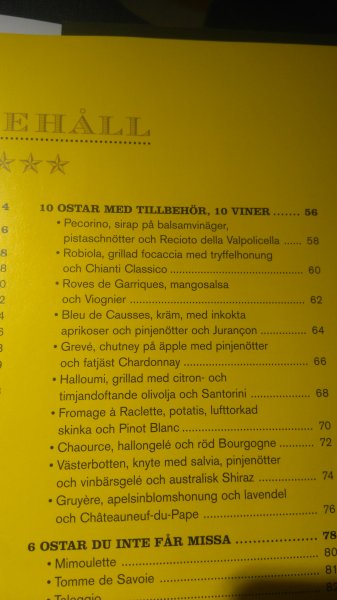 EHÅLL
4
10 OSTAR MED TILLBEHÖR, 10 VINER ....... 56
6
• Pecorino, sirap på balsamvinäger,
pistaschnötter och Recioto della Valpolicella ...... 58
8
• Robiola, grillad focaccia med tryffelhonung
och Chianti Classico .......................................... 60
• Roves de Garriques, mangosalsa
och Viognier ...................................................... 62
• Bleu de Causses, kräm, med inkokta
aprikoser och pinjenötter och Jurançon ............ 64
• Grevé, chutney på äpple med pinjenötter
och fatjäst Chardonnay ..................................... 66
• Halloumi, grillad med citron- och
timjandoftande olivolja och Santorini ................ 68
• Fromage à Raclette, potatis, lufttorkad
skinka och Pinot Blanc ...................................... 70
• Chaource, hallongelé och röd Bourgogne .......... 72
• Västerbotten, knyte med salvia, pinjenötter
och vinbärsgelé och australisk Shiraz ............... 74
• Gruyère, apelsinblomshonung och lavendel
och Châteauneuf-du-Pape ................................ 76
6 OSTAR DU INTE FÅR MISSA .................... 78
• Mimoulette ........................................................ 80
• Tomme de Savoie .............................................. 81
• Taleggio